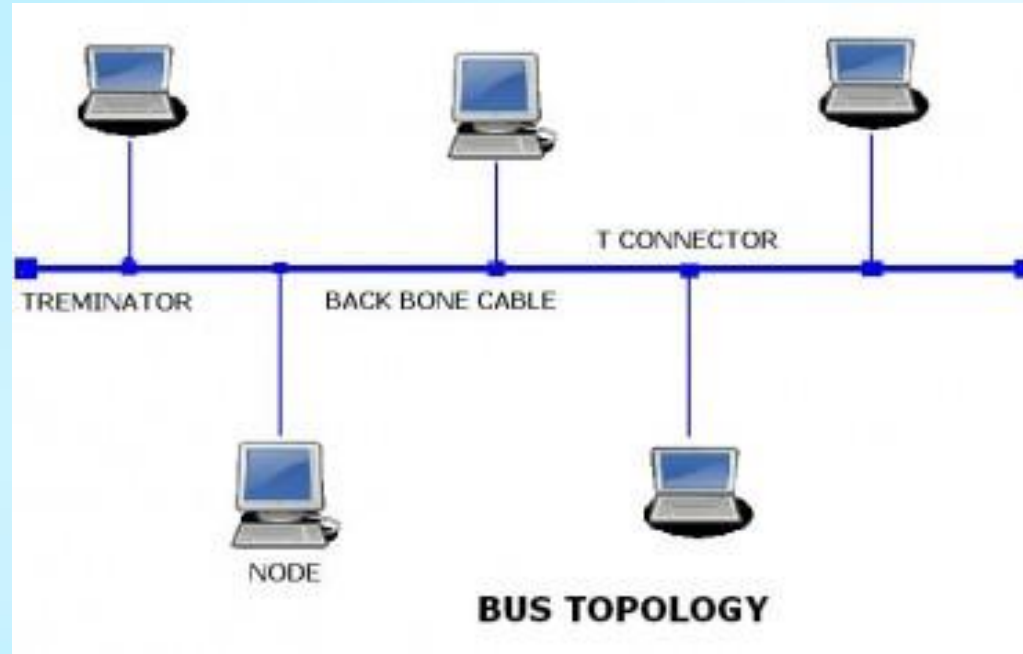 T CONNECTOR
TREMINATOR
BACK BONE CABLE
NODE
BUS TOPOLOGY